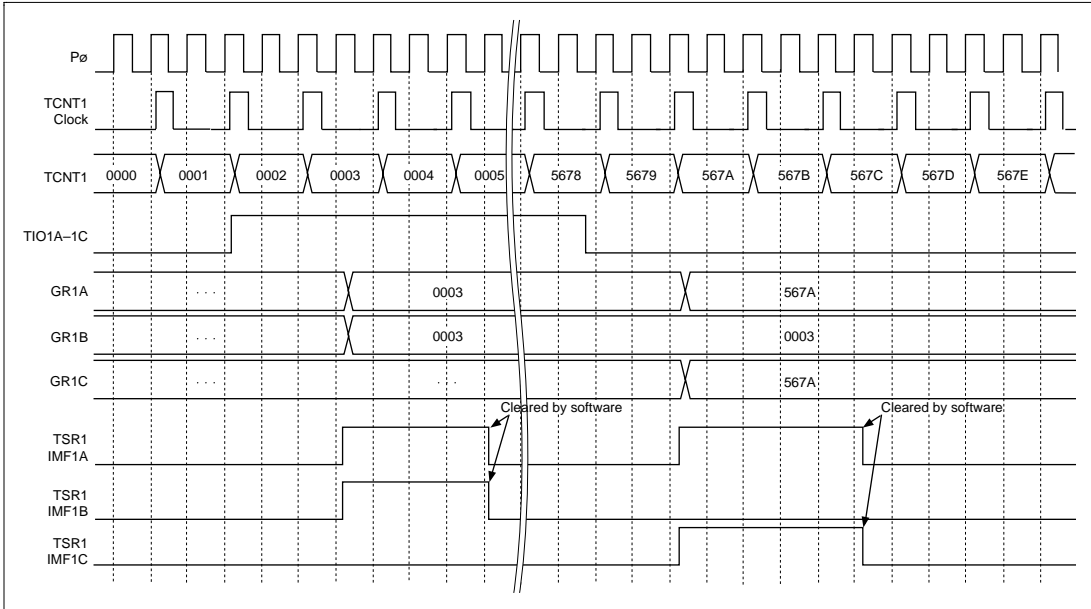 Pø
TCNT1
Clock
TCNT1 0000 0001 0002 0003 0004 0005 5678 5679 567A 567B 567C 567D 567E
TIO1A–1C
GR1A · · · 0003 567A
GR1B · · · 0003 0003
GR1C · · · · · · 567A
Cleared by software Cleared by software
TSR1
IMF1A
TSR1
IMF1B
TSR1
IMF1C